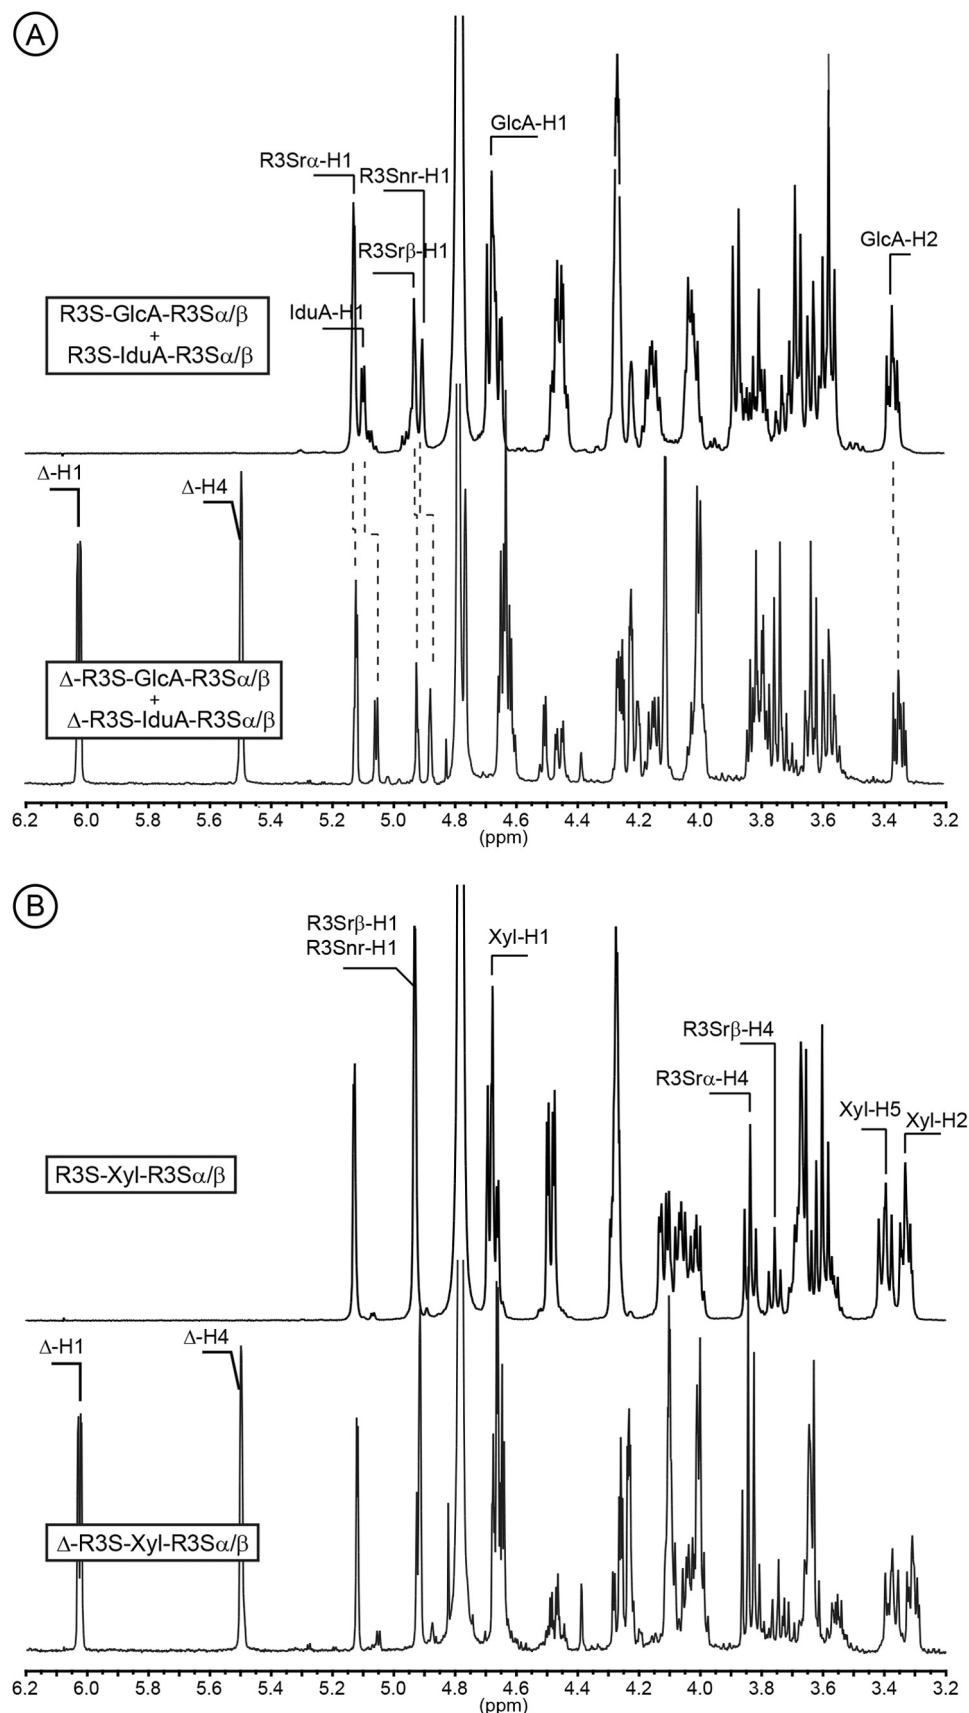 A
GlcA-H1
R3Srα-H1
R3Snr-H1
R3Srβ-H1
GlcA-H2
IduA-H1
R3S-GlcA-R3Sα/β
+
R3S-IduA-R3Sα/β
Δ-H1
Δ-H4
Δ-R3S-GlcA-R3Sα/β
+
Δ-R3S-IduA-R3Sα/β
6.2 6.0 5.8 5.6 5.4 5.2 5.0 4.8 4.6 4.4 4.2 4.0 3.8 3.6 3.4 3.2
(ppm)
B
R3Srβ-H1
R3Snr-H1
Xyl-H1
R3Srβ-H4
R3Srα-H4
Xyl-H5
Xyl-H2
R3S-Xyl-R3Sα/β
Δ-H1
Δ-H4
Δ-R3S-Xyl-R3Sα/β
6.2 6.0 5.8 5.6 5.4 5.2 5.0 4.8 4.6 4.4 4.2 4.0 3.8 3.6 3.4 3.2
(ppm)